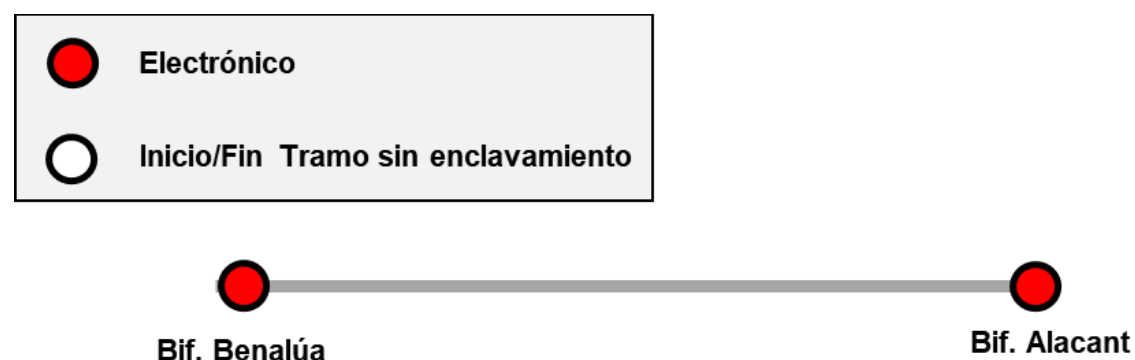 Electrónico
Inicio/Fin Tramo sin enclavamiento
Bif. Benalúa
Bif. Alacant